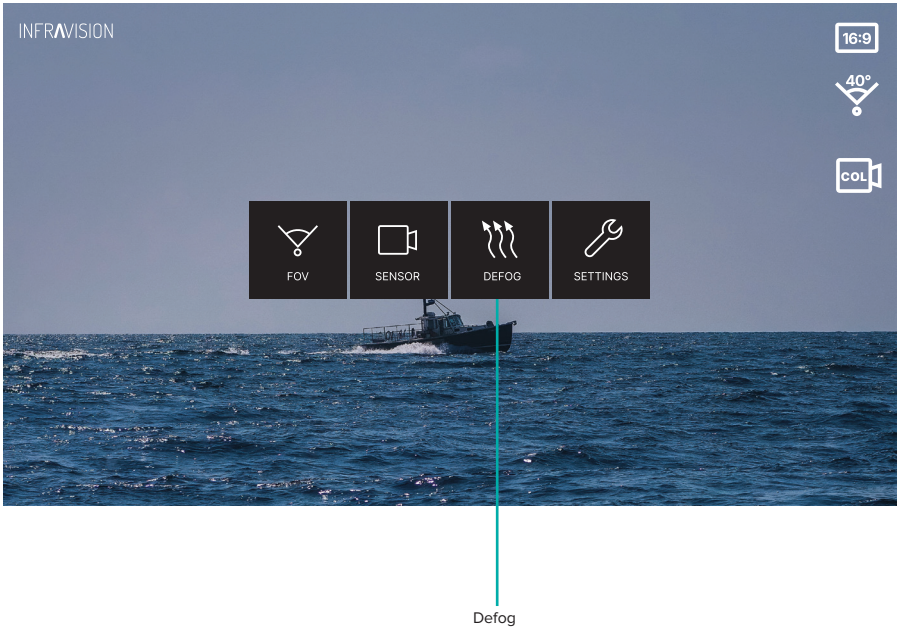 INFRAVISION
16:9
40°
COL
FOV
SENSOR
DEFOG
SETTINGS
Defog